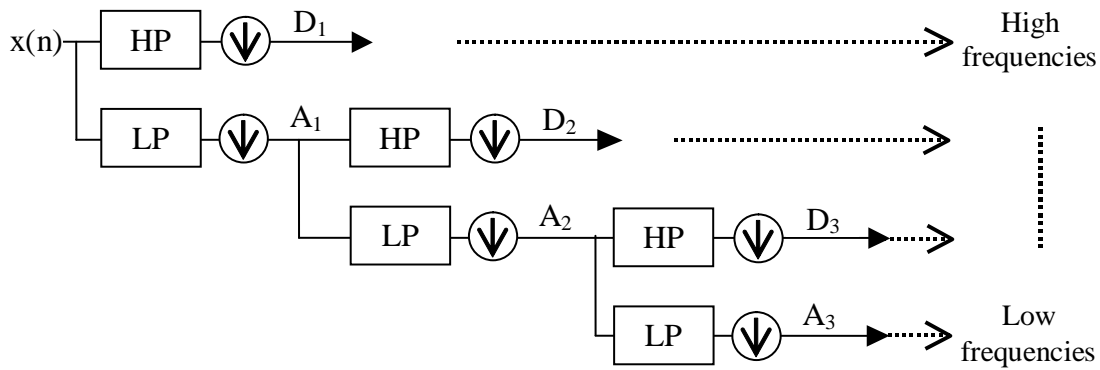 x(n)
HP
D₁
High
frequencies
LP
A₁
HP
D₂
LP
A₂
HP
D₃
LP
A₃
Low
frequencies